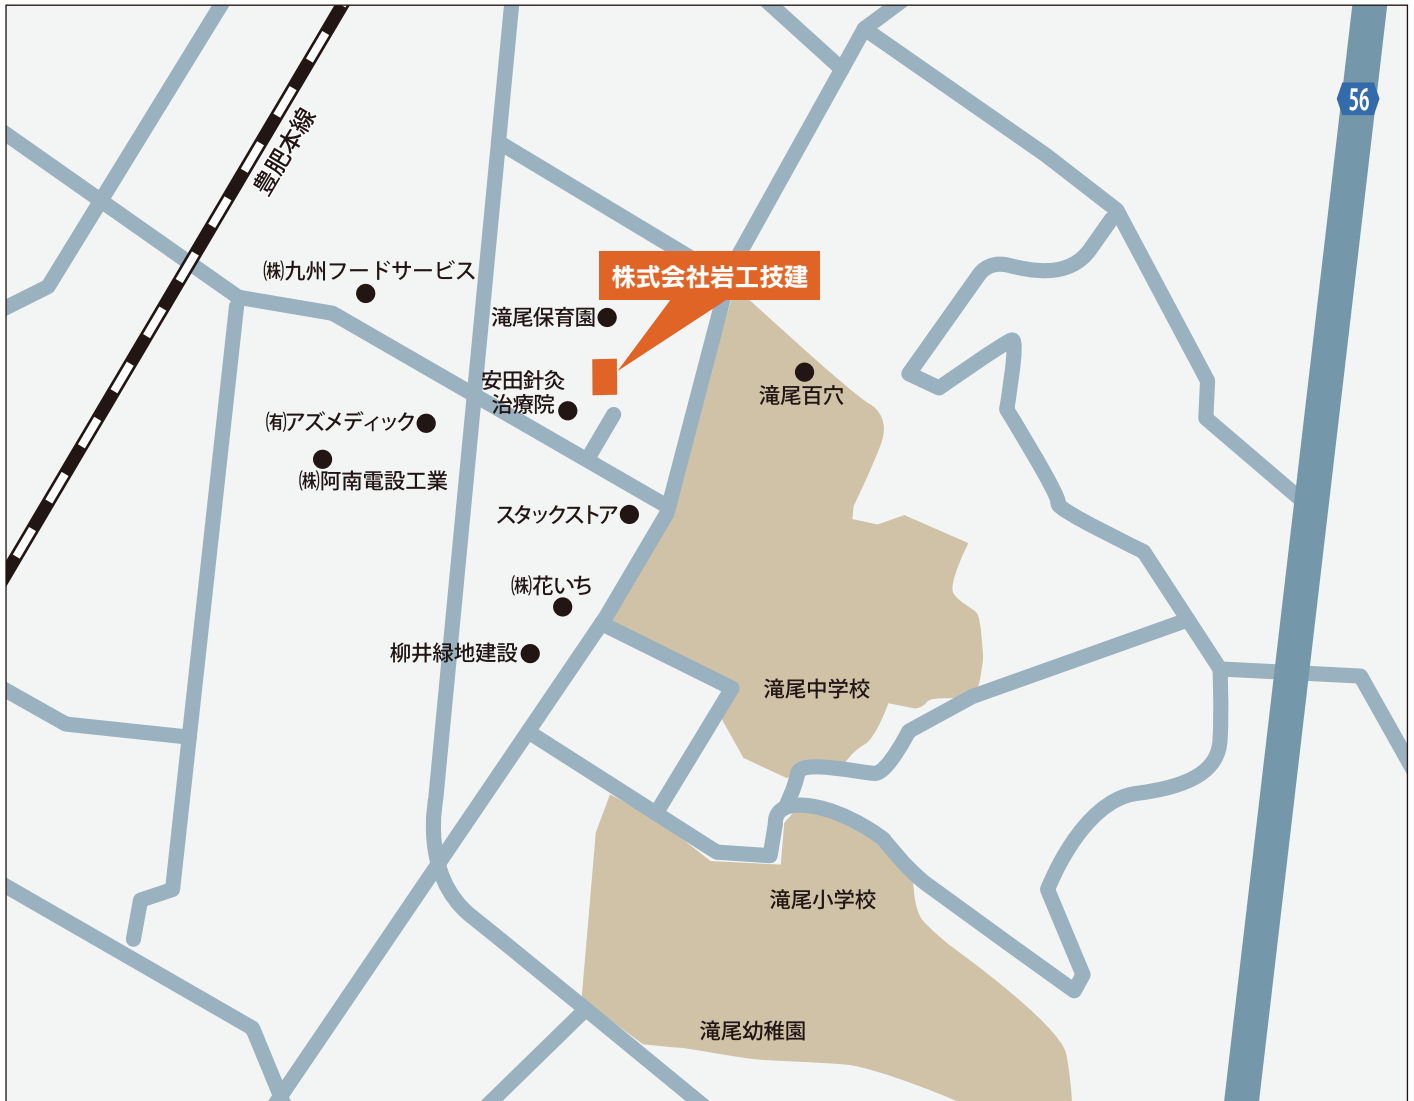 56
豊肥本線
㈱九州フードサービス
株式会社岩工技建
滝尾保育園
安田針灸
治療院
滝尾百穴
㈲アズメディック
㈱阿南電設工業
スタックストア
㈱花いち
柳井緑地建設
滝尾中学校
滝尾小学校
滝尾幼稚園